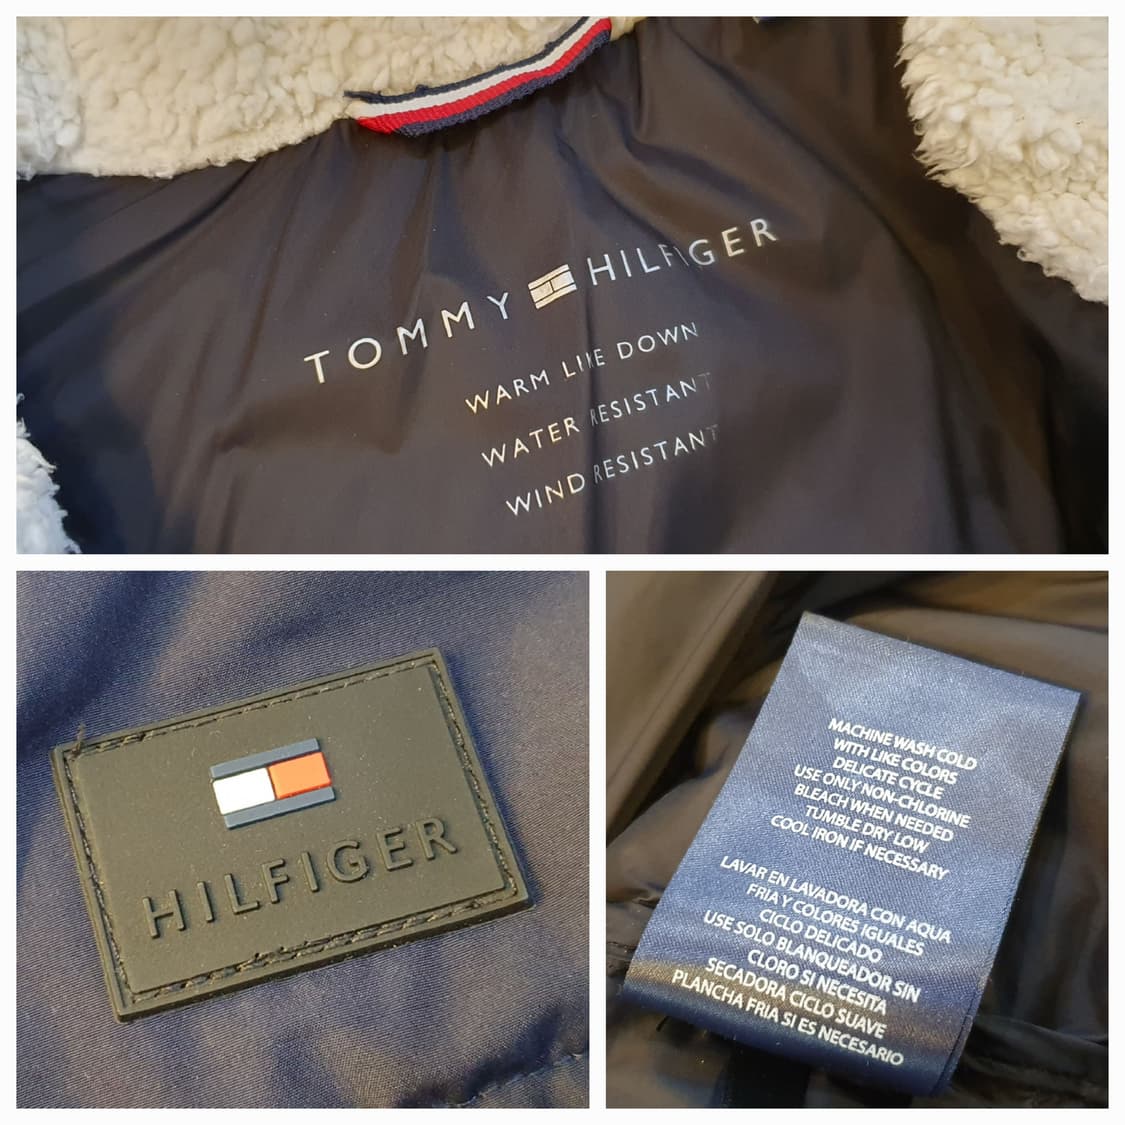 TOMMY HILFIGER
WARM LIKE DOWN
WATER RESISTANT
WIND RESISTANT
HILFIGER
MACHINE WASH COLD
WITH LIKE COLORS
DELICATE CYCLE
USE ONLY NON-CHLORINE
BLEACH WHEN NEEDED
TUMBLE DRY LOW
COOL IRON IF NECESSARY
LAVAR EN LAVADORA CON AQUA
FRIA Y COLORES IGUALES
CICLO DELICADO
USE SOLO BLANQUEADOR SIN
CLORO SI NECESITA
SECADORA CICLO SUAVE
PLANCHA FRIA SI ES NECESARIO